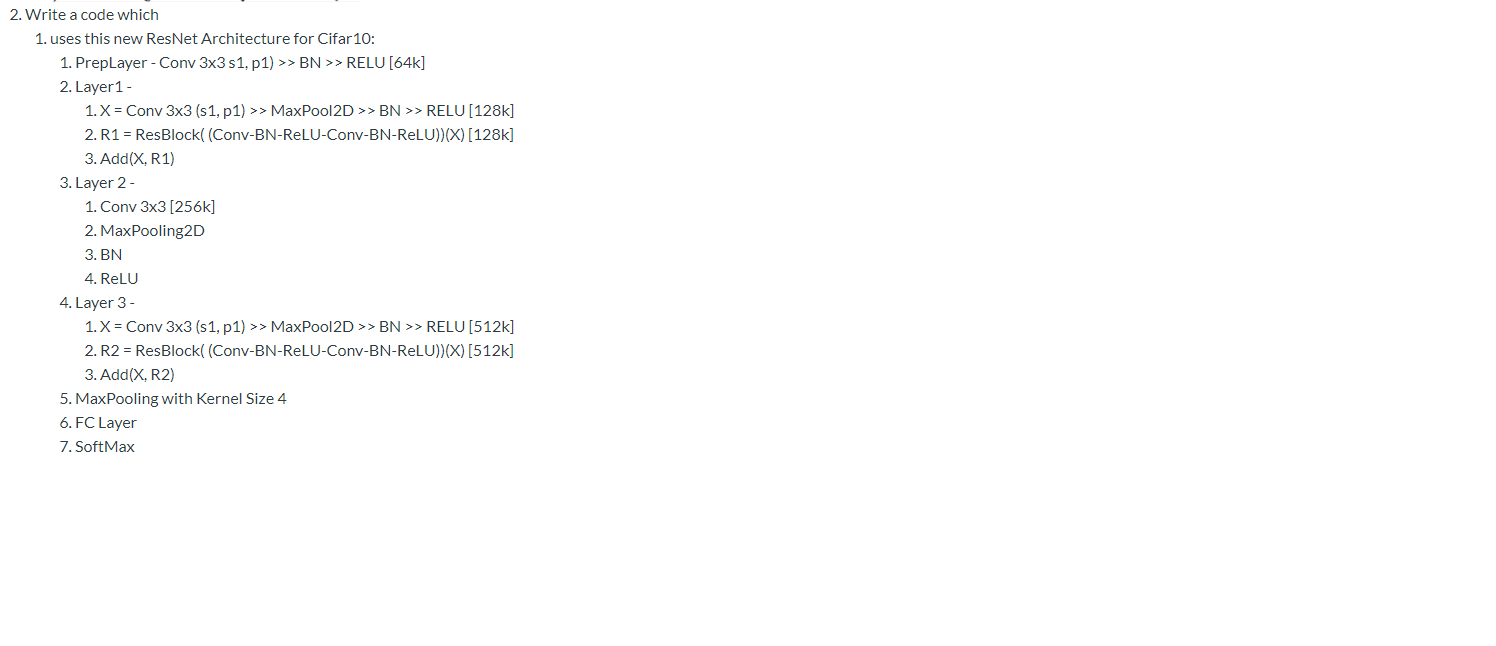 2. Write a code which
1. uses this new ResNet Architecture for Cifar10:
1. PrepLayer - Conv 3x3 s1, p1) >> BN >> RELU [64k]
2. Layer1 -
1. X = Conv 3x3 (s1, p1) >> MaxPool2D >> BN >> RELU [128k]
2. R1 = ResBlock( (Conv-BN-ReLU-Conv-BN-ReLU))(X) [128k]
3. Add(X, R1)
3. Layer 2 -
1. Conv 3x3 [256k]
2. MaxPooling2D
3. BN
4. ReLU
4. Layer 3 -
1. X = Conv 3x3 (s1, p1) >> MaxPool2D >> BN >> RELU [512k]
2. R2 = ResBlock( (Conv-BN-ReLU-Conv-BN-ReLU))(X) [512k]
3. Add(X, R2)
5. MaxPooling with Kernel Size 4
6. FC Layer
7. SoftMax